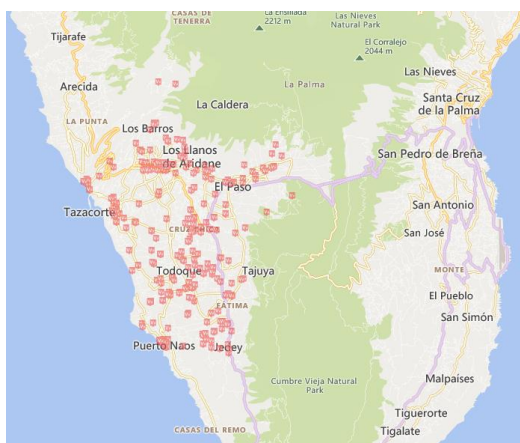 CASAS DE
TENERRA
La Ensillada
2212 m
Las Nieves
Natural Park
Tijarafe
El Corralejo
2044 m
Las Nieves
Arecida
La Palma
Santa Cruz
de la Palma
La Caldera
LA PUNTA
Los Barros
Los Llanos
de Aridane
San Pedro de Breña
El Paso
Tazacorte
San Antonio
San José
Todoque
Tajuya
MONTE
El Pueblo
FÁTIMA
San Simón
Puerto Naos
Jedey
Cumbre Vieja Natural
Park
Malpaises
Tiguerorte
CASAS DEL REMO
Tigalate